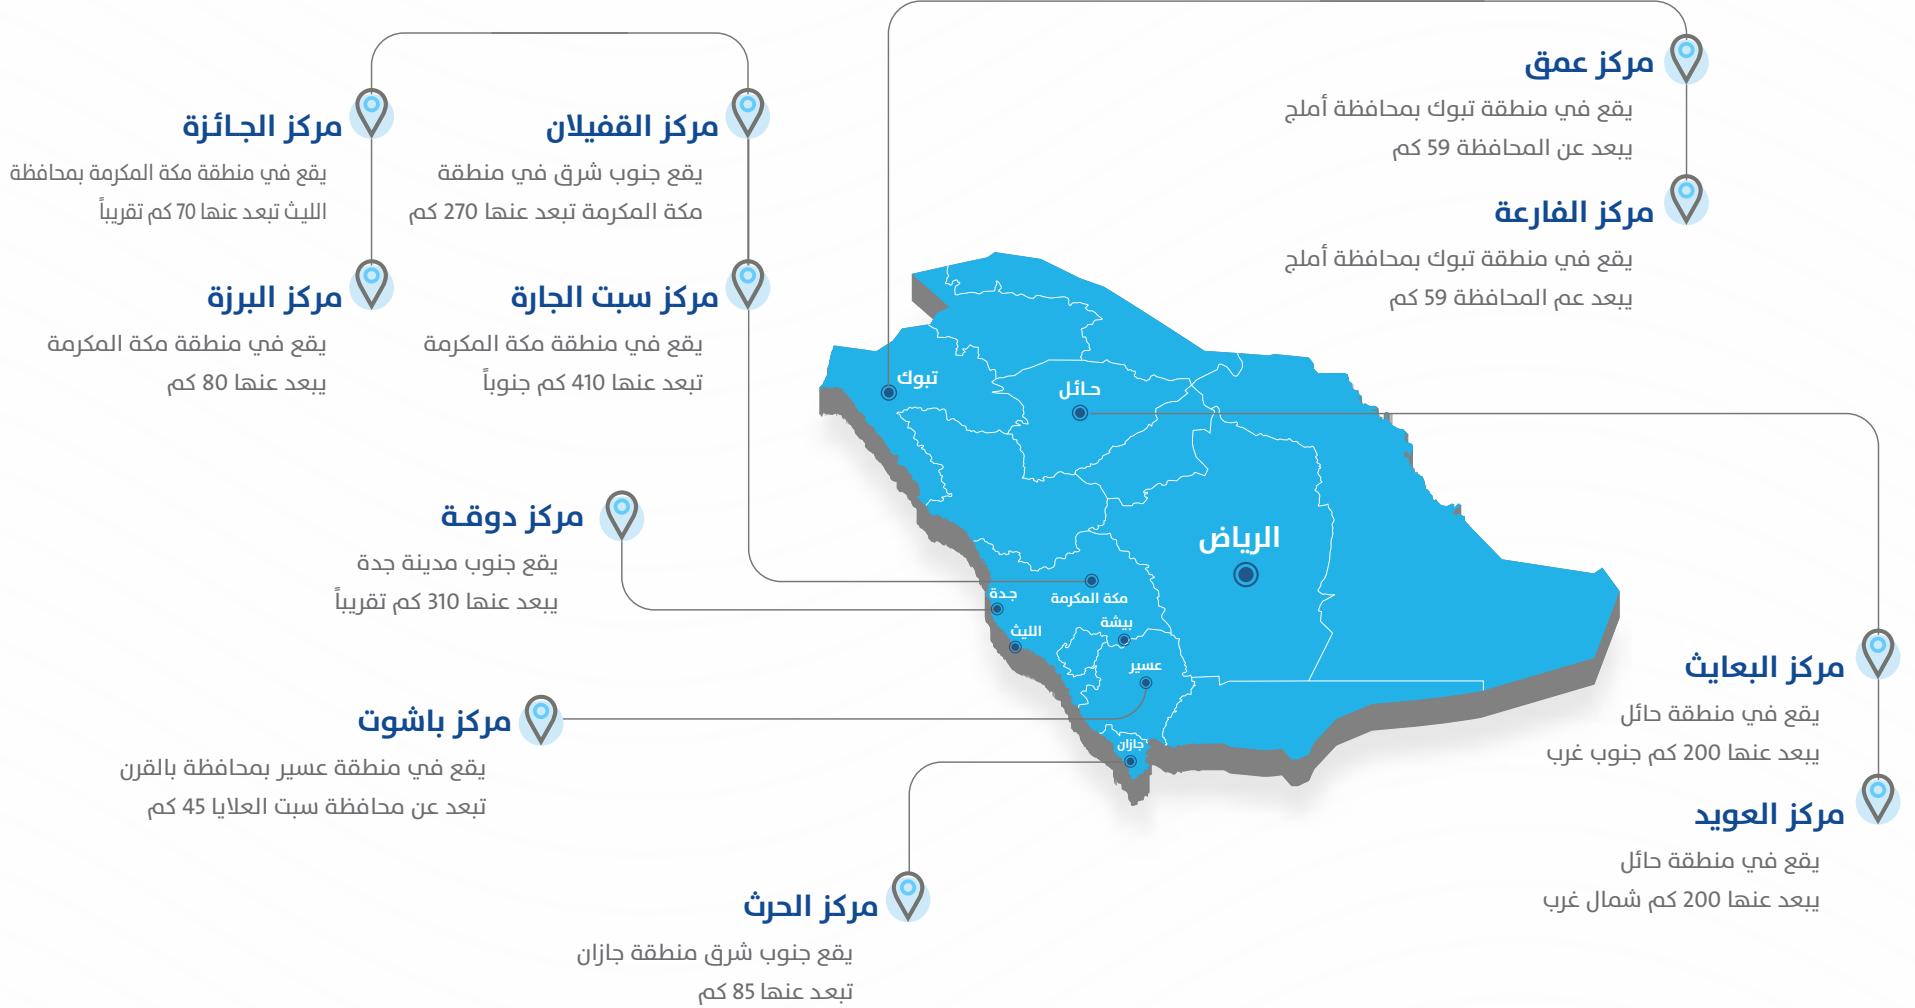 مركز عمق
يقع في منطقة تبوك بمحافظة أملج
يبعد عن المحافظة 59 كم
مركز الفارعة
يقع في منطقة تبوك بمحافظة أملج
يبعد عم المحافظة 59 كم
مركز القفيلان
يقع جنوب شرق في منطقة
مكة المكرمة تبعد عنها 270 كم
مركز سبت الجارة
يقع في منطقة مكة المكرمة
تبعد عنها 410 كم جنوباً
مركز الجائزة
يقع في منطقة مكة المكرمة بمحافظة
الليث تبعد عنها 70 كم تقريباً
مركز البرزة
يقع في منطقة مكة المكرمة
يبعد عنها 80 كم
تبوك
حائل
الرياض
مكة المكرمة
جدة
الليث
بيشة
عسير
جازان
مركز البعايث
يقع في منطقة حائل
يبعد عنها 200 كم جنوب غرب
مركز العويد
يقع في منطقة حائل
يبعد عنها 200 كم شمال غرب
مركز دوقة
يقع جنوب مدينة جدة
يبعد عنها 310 كم تقريباً
مركز باشوت
يقع في منطقة عسير بمحافظة بالقرن
تبعد عن محافظة سبت العلايا 45 كم
مركز الحرث
يقع جنوب شرق منطقة جازان
تبعد عنها 85 كم